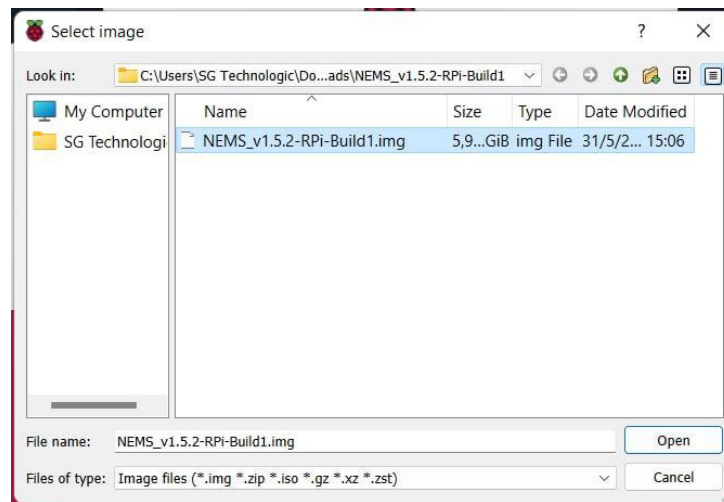 Select image
?
Look in: C:\Users\SG Technologic\Do...ads\NEMS_v1.5.2-RPi-Build1
My Computer
SG Technologi
Name Size Type Date Modified
NEMS_v1.5.2-RPi-Build1.img 5,9...GiB img File 31/5/2... 15:06
File name: NEMS_v1.5.2-RPi-Build1.img Open
Files of type: Image files (*.img *.zip *.iso *.gz *.xz *.zst) Cancel